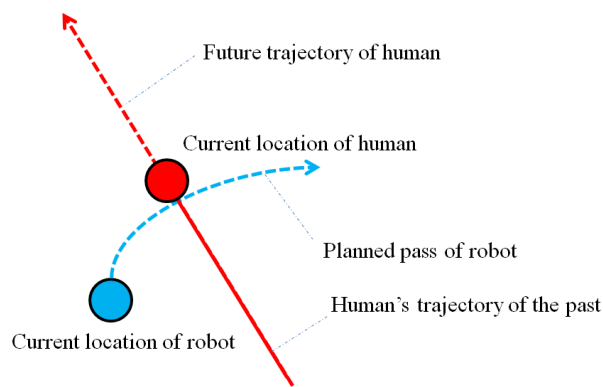 Future trajectory of human
Current location of human
Planned pass of robot
Human's trajectory of the past
Current location of robot